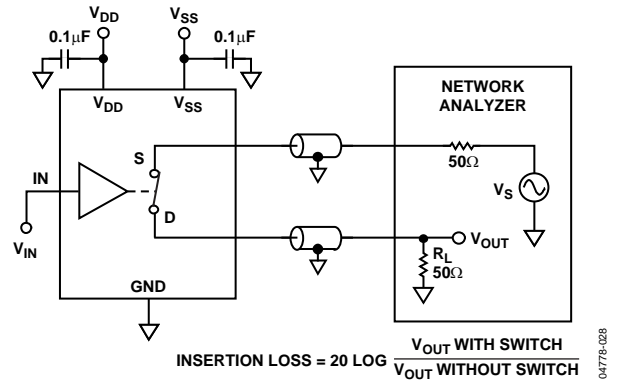 V_DD V_SS
0.1μF 0.1μF
V_DD V_SS
NETWORK
ANALYZER
S
50Ω
IN
V_S
D
V_IN
V_OUT
R_L
50Ω
GND
V_OUT WITH SWITCH
INSERTION LOSS = 20 LOG
V_OUT WITHOUT SWITCH
04778-028